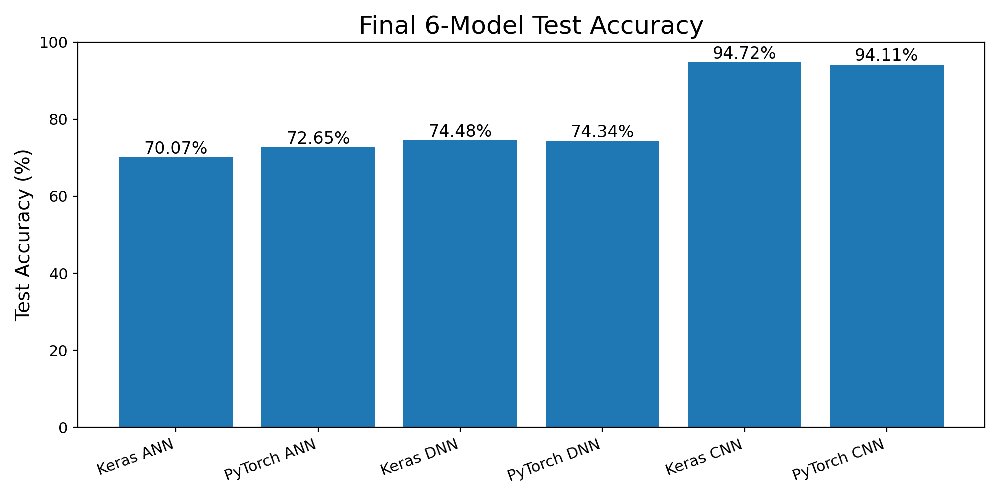 Final 6-Model Test Accuracy
Test Accuracy (%)
100
80
60
40
20
0
70.07%
72.65%
74.48%
74.34%
94.72%
94.11%
Keras ANN
PyTorch ANN
Keras DNN
PyTorch DNN
Keras CNN
PyTorch CNN